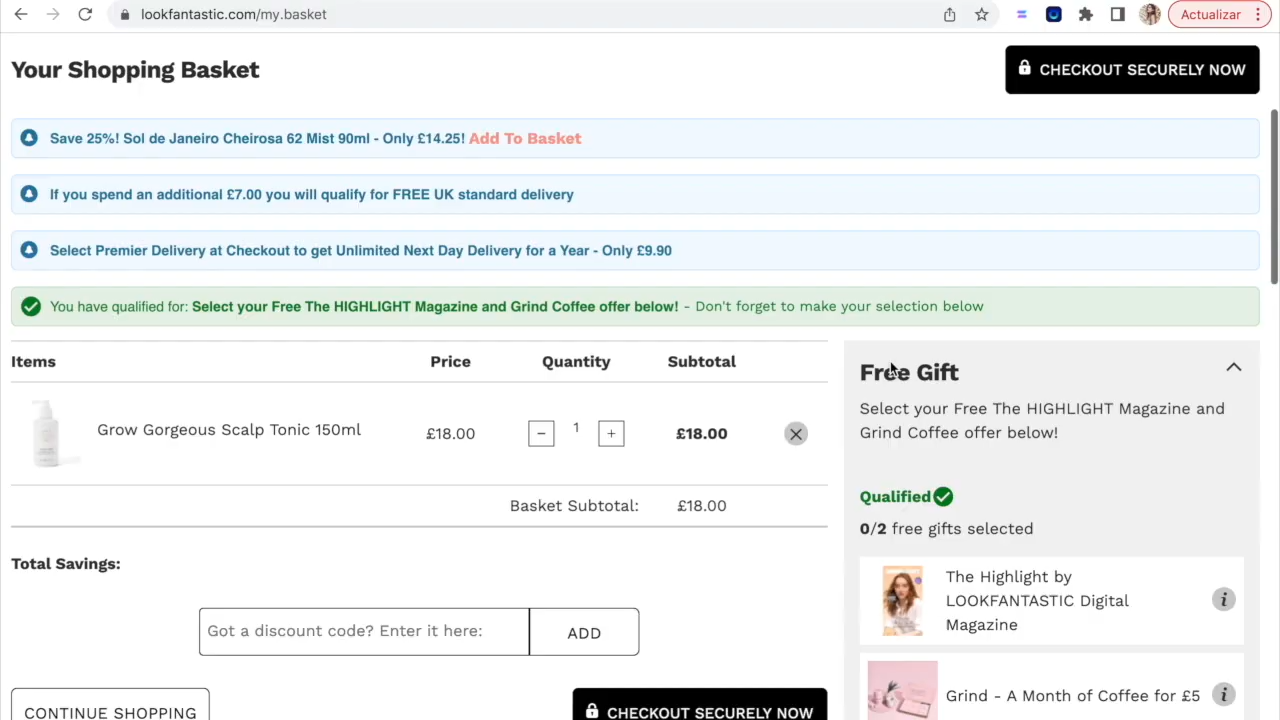 lookfantastic.com/my.basket
Actualizar
Your Shopping Basket
CHECKOUT SECURELY NOW
Save 25%! Sol de Janeiro Cheirosa 62 Mist 90ml - Only £14.25! Add To Basket
If you spend an additional £7.00 you will qualify for FREE UK standard delivery
Select Premier Delivery at Checkout to get Unlimited Next Day Delivery for a Year - Only £9.90
You have qualified for: Select your Free The HIGHLIGHT Magazine and Grind Coffee offer below! - Don't forget to make your selection below
Items Price Quantity Subtotal
Grow Gorgeous Scalp Tonic 150ml £18.00 − 1 + £18.00
Basket Subtotal: £18.00
Total Savings:
Got a discount code? Enter it here: ADD
CONTINUE SHOPPING CHECKOUT SECURELY NOW
Free Gift
Select your Free The HIGHLIGHT Magazine and
Grind Coffee offer below!
Qualified
0/2 free gifts selected
The Highlight by
LOOKFANTASTIC Digital
Magazine
Grind - A Month of Coffee for £5